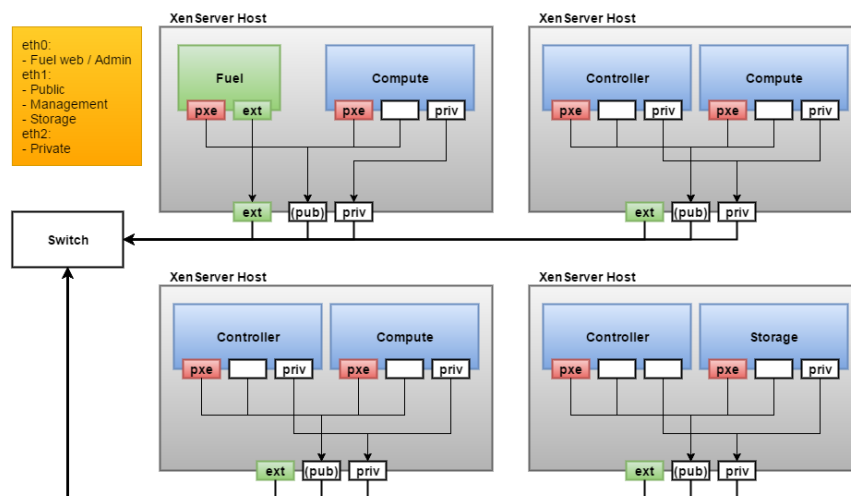 eth0:
- Fuel web / Admin
eth1:
- Public
- Management
- Storage
eth2:
- Private
XenServer Host
Fuel
Compute
pxe ext pxe priv
ext (pub) priv
XenServer Host
Controller
Compute
pxe priv pxe priv
ext (pub) priv
Switch
XenServer Host
Controller
Compute
pxe priv pxe priv
ext (pub) priv
XenServer Host
Controller
Storage
pxe pxe priv
ext (pub) priv